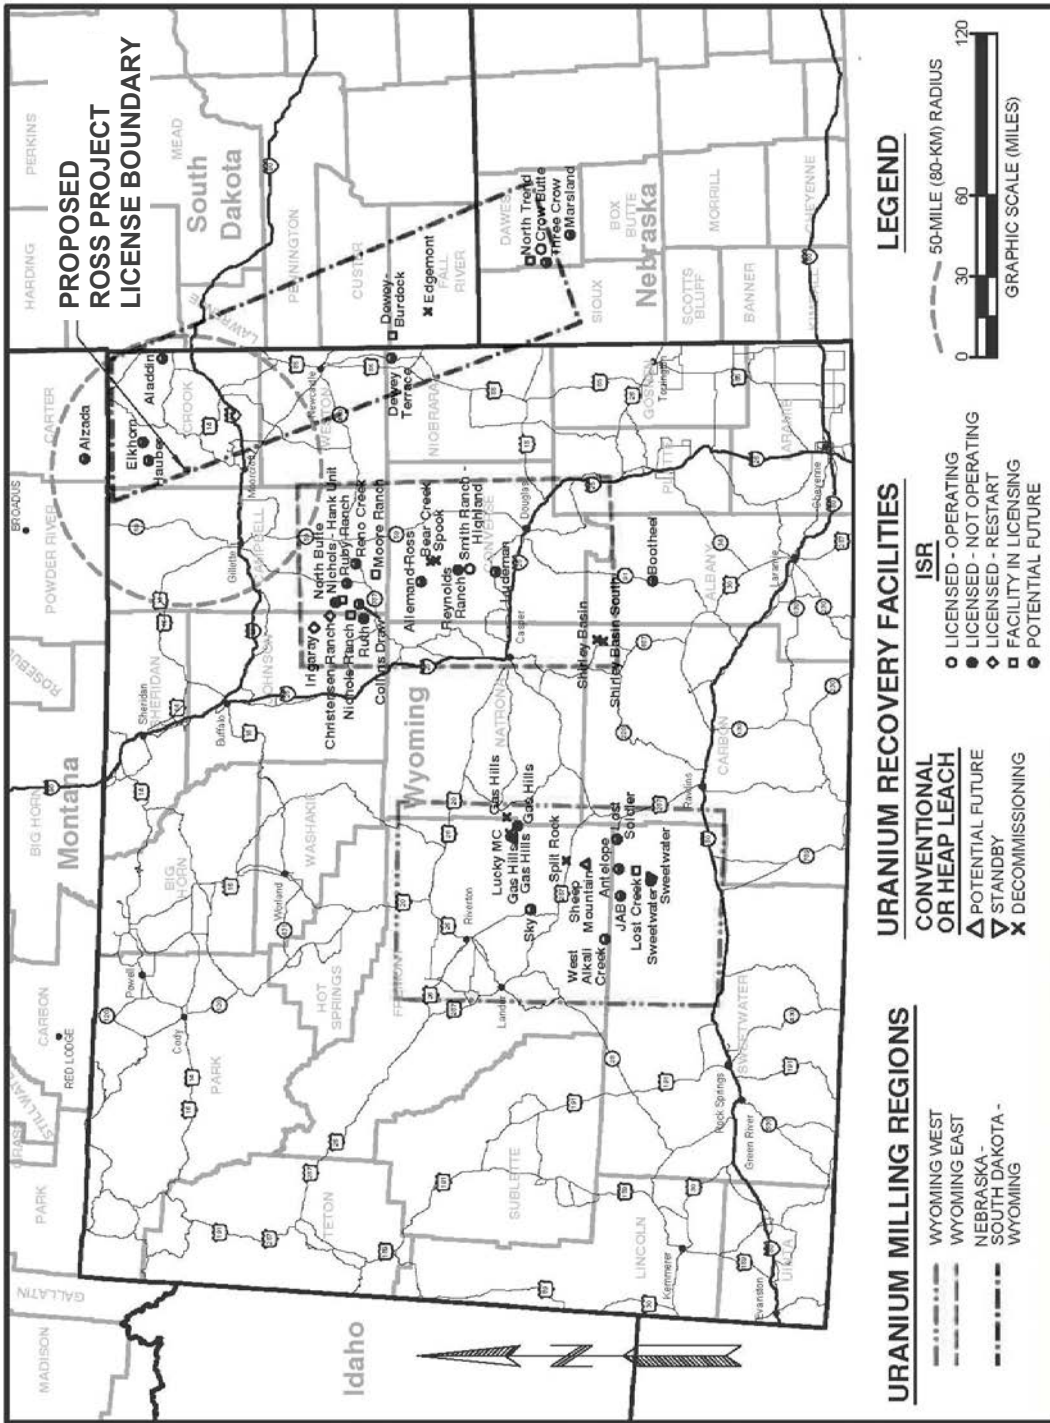 PROPOSED
ROSS PROJECT
LICENSE BOUNDARY
PERKINS
HARDING
MEAD
South
Dakota
PENNINGTON
CUSTER
FALL
RIVER
Dewey-
Burdock
Edgemont
DAWES
North Trend
Crow Butte
Three Crow
Marsland
SIOUX
BOX
BUTTE
Nebraska
SCOTTS
BLUFF
MORRILL
BANNER
CHEYENNE
CARTER
POWDER RIVER
BROADUS
Alzada
Elkhorn
Hauber
Aladdin
CROOK
Moorcroft
Gillette
CAMPBELL
WESTON
Newcastle
Dewey
Terrace
NIOBRARA
North Butte
Nichols - Hank Unit
Ruby Ranch
Reno Creek
Moore Ranch
Irigaray
Christensen Ranch
Nichols Ranch
Ruth
Collins Draw
Allemand-Ross
Bear Creek
Spook
Smith Ranch
Highland
Reynolds
Ranch
CONVERSE
Ludeman
Douglas
Casper
GOSHEN
Torrington
Cheyenne
Bootheel
ALBANY
Laramie
Shirley Basin
Shirley Basin South
ROSEBUD
BIG HORN
Montana
Sheridan
SHERIDAN
Buffalo
JOHNSON
BIG
HORN
WASHAKIE
Worland
HOT
SPRINGS
Wyoming
NATRONA
CARBON
Rawlins
Lucky MC
Gas Hills
Gas Hills
Gas Hills
Gas Hills
Sky
Split Rock
Sheep
Mountain
Antelope
Lost
Soldier
JAB
Lost Creek
Sweetwater
Sweetwater
West
Alkali
Creek
Riverton
Lander
FREMONT
CARBON
RED LODGE
Powell
Cody
PARK
PARK
TETON
SUBLETTE
LINCOLN
Kemmerer
UINTA
Evanston
SWEETWATER
Rock Springs
Green River
GALLATIN
MADISON
Idaho
N
URANIUM MILLING REGIONS
WYOMING WEST
WYOMING EAST
NEBRASKA -
SOUTH DAKOTA -
WYOMING
URANIUM RECOVERY FACILITIES
CONVENTIONAL
OR HEAP LEACH
POTENTIAL FUTURE
STANDBY
DECOMMISSIONING
ISR
LICENSED - OPERATING
LICENSED - NOT OPERATING
LICENSED - RESTART
FACILITY IN LICENSING
POTENTIAL FUTURE
LEGEND
50-MILE (80-KM) RADIUS
0 30 60 120
GRAPHIC SCALE (MILES)